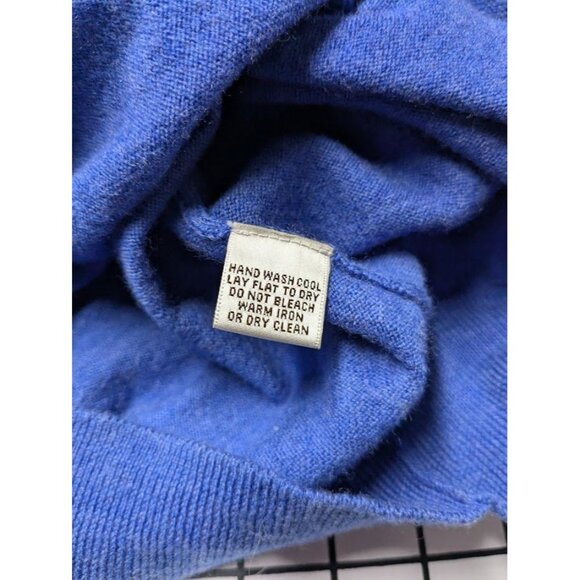 HAND WASH COOL
LAY FLAT TO DRY
DO NOT BLEACH
WARM IRON
OR DRY CLEAN